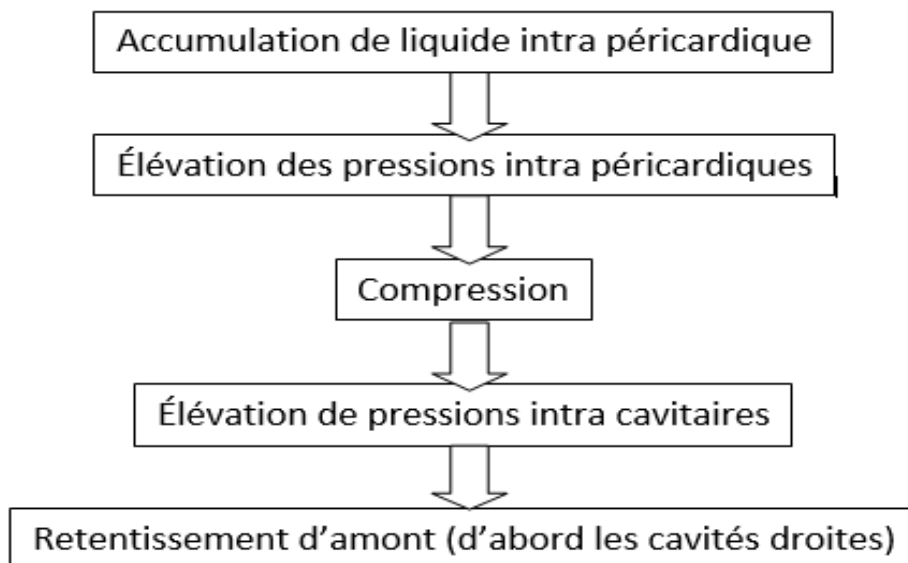 Accumulation de liquide intra péricardique
Élévation des pressions intra péricardiques
Compression
Élévation de pressions intra cavitaires
Retentissement d'amont (d'abord les cavités droites)